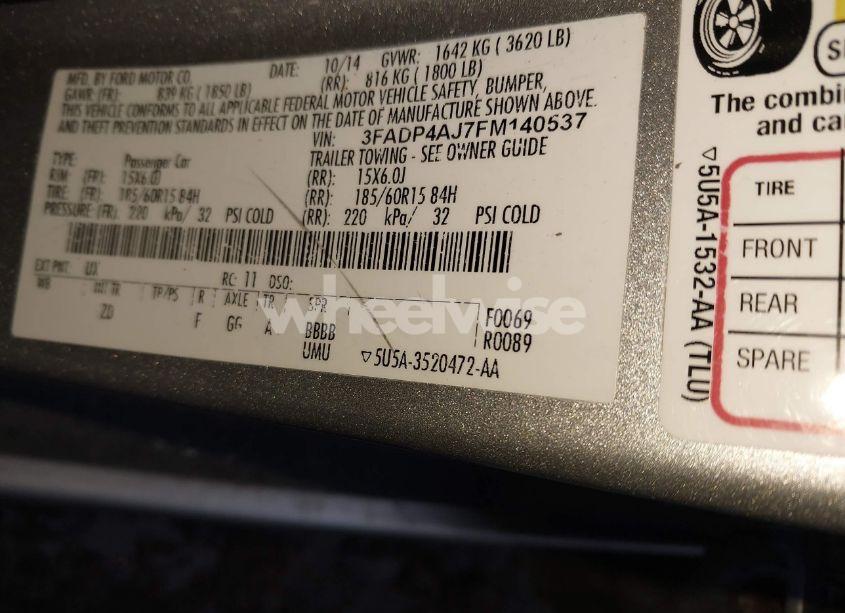 MFD. BY FORD MOTOR CO. DATE: 10/14 GVWR: 1642 KG ( 3620 LB)
GAWR: (FR): 839 KG ( 1850 LB) (RR): 816 KG ( 1800 LB)
THIS VEHICLE CONFORMS TO ALL APPLICABLE FEDERAL MOTOR VEHICLE SAFETY, BUMPER,
AND THEFT PREVENTION STANDARDS IN EFFECT ON THE DATE OF MANUFACTURE SHOWN ABOVE.
VIN: 3FADP4AJ7FM140537
TYPE: Passenger Car TRAILER TOWING - SEE OWNER GUIDE
RIM: (FR): 15X6.0J (RR): 15X6.0J
TIRE: (FR): 185/60R15 84H (RR): 185/60R15 84H
PRESSURE: (FR): 220 kPa/ 32 PSI COLD (RR): 220 kPa/ 32 PSI COLD
EXT PNT: UX RC: 11 DSO:
WB INT TR TP/PS R AXLE TR SPR F0069
ZD F GG A BBBB R0089
UMU ▽5U5A-3520472-AA
wheelwise
The
and
▽5U5A-1532-AA (TLU)
TIRE
FRONT
REAR
SPARE